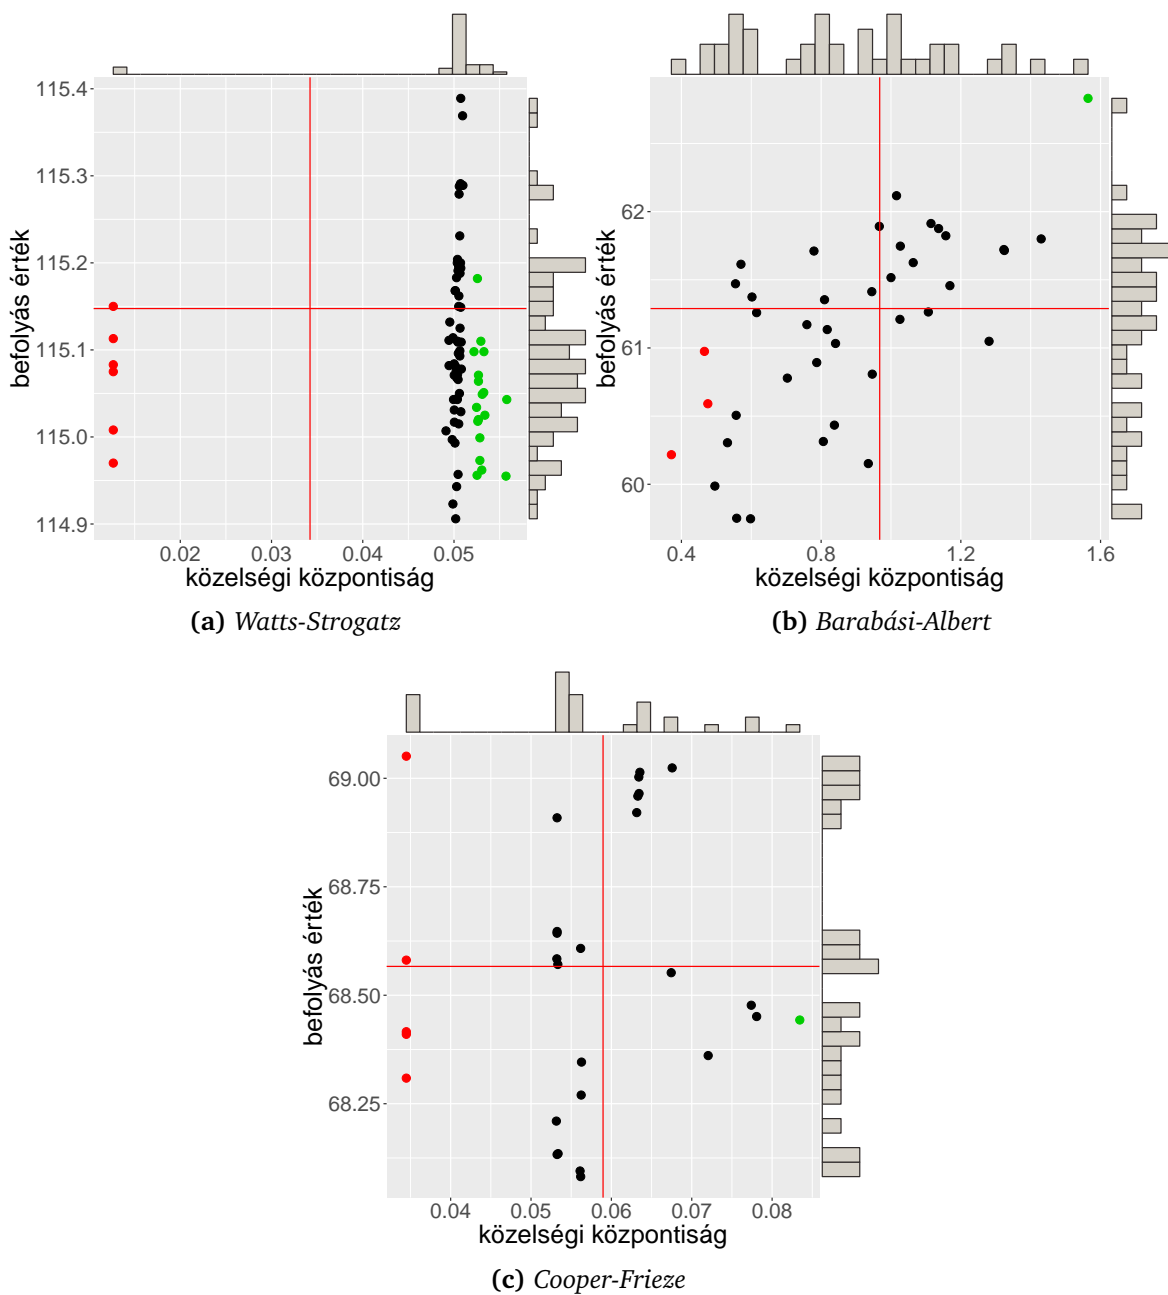 115.4
115.3
115.2
115.1
115.0
114.9
befolyás érték
0.02 0.03 0.04 0.05
közelségi központiság
(a) Watts-Strogatz
62
61
60
befolyás érték
0.4 0.8 1.2 1.6
közelségi központiság
(b) Barabási-Albert
69.00
68.75
68.50
68.25
befolyás érték
0.04 0.05 0.06 0.07 0.08
közelségi központiság
(c) Cooper-Frieze